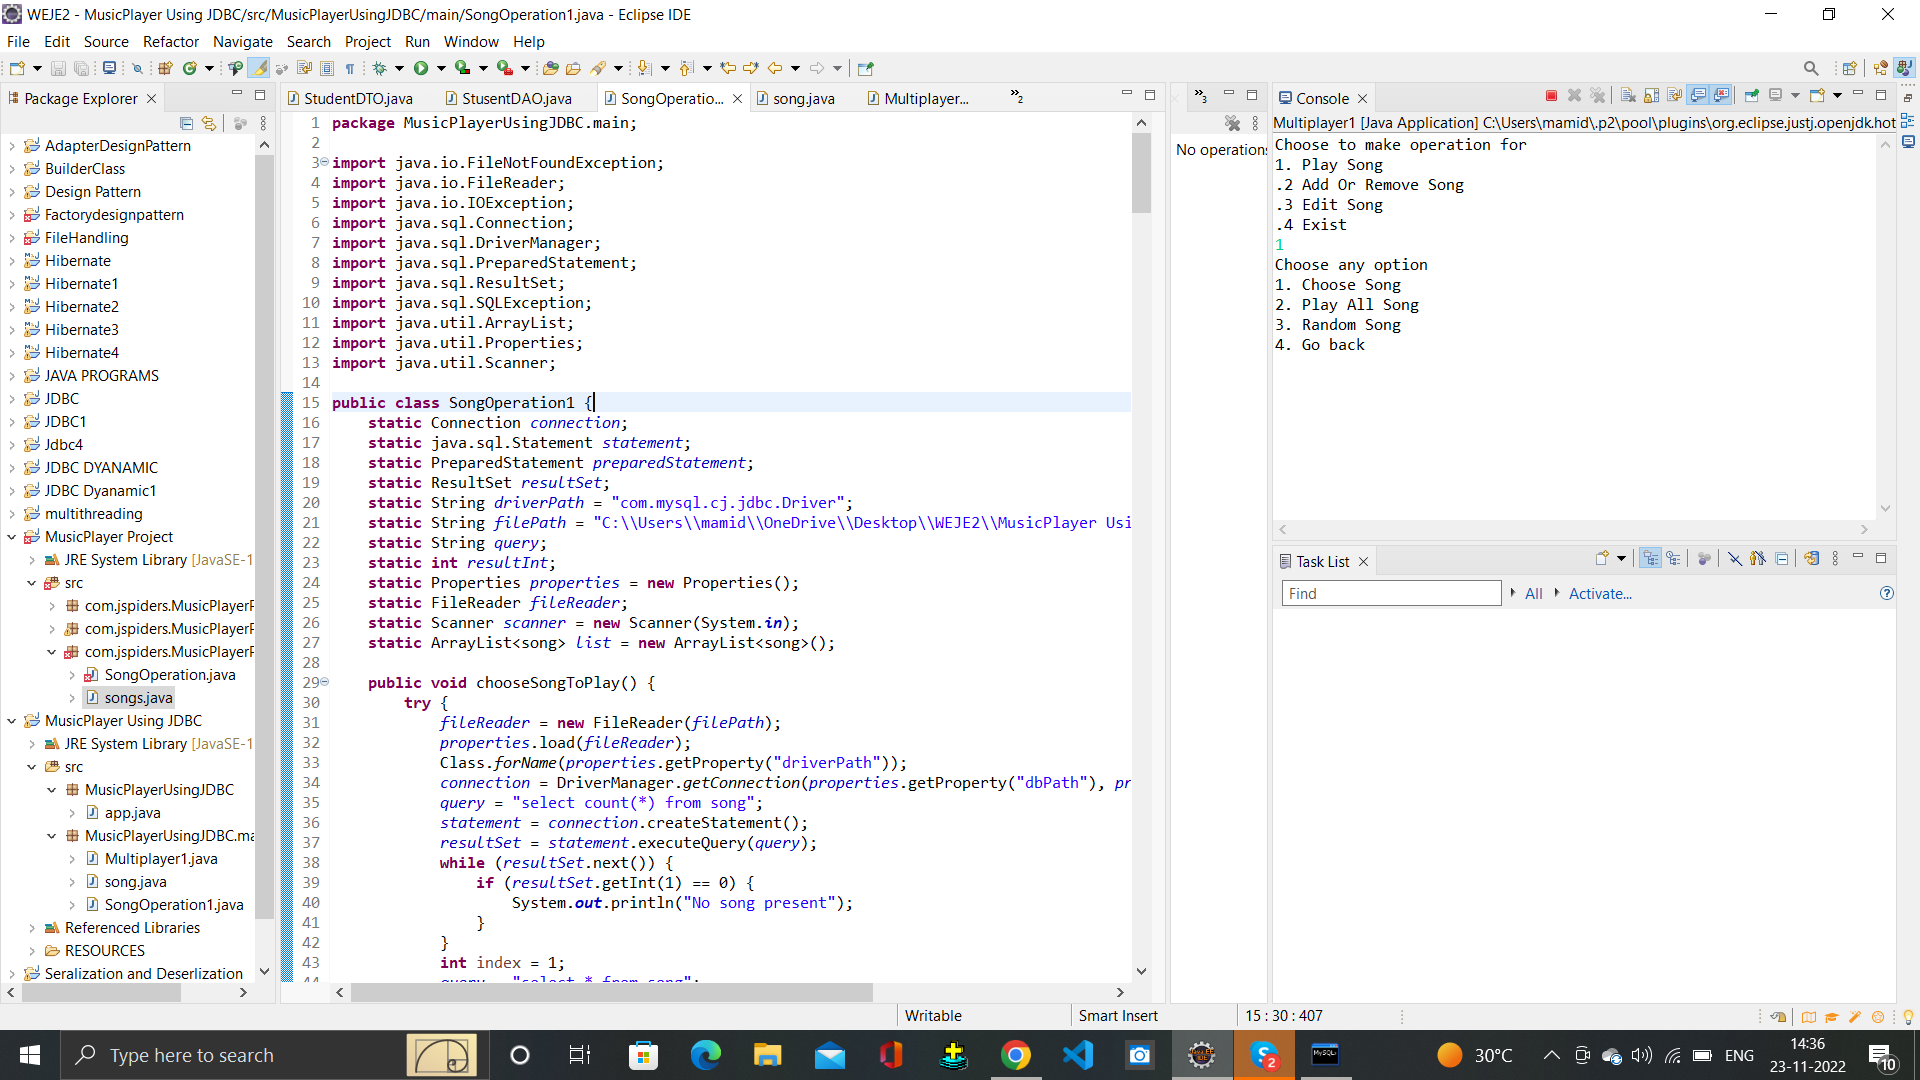 WEJE2 - MusicPlayer Using JDBC/src/MusicPlayerUsingJDBC/main/SongOperation1.java - Eclipse IDE
File Edit Source Refactor Navigate Search Project Run Window Help
Package Explorer
AdapterDesignPattern
BuilderClass
Design Pattern
Factorydesignpattern
FileHandling
Hibernate
Hibernate1
Hibernate2
Hibernate3
Hibernate4
JAVA PROGRAMS
JDBC
JDBC1
Jdbc4
JDBC DYANAMIC
JDBC Dyanamic1
multithreading
MusicPlayer Project
JRE System Library [JavaSE-1
src
com.jspiders.MusicPlayerP
com.jspiders.MusicPlayerP
com.jspiders.MusicPlayerP
SongOperation.java
songs.java
MusicPlayer Using JDBC
JRE System Library [JavaSE-1
src
MusicPlayerUsingJDBC
app.java
MusicPlayerUsingJDBC.ma
Multiplayer1.java
song.java
SongOperation1.java
Referenced Libraries
RESOURCES
Seralization and Deserlization
StudentDTO.java StusentDAO.java SongOperatio... song.java Multiplayer... »2
1 package MusicPlayerUsingJDBC.main;
2
3 import java.io.FileNotFoundException;
4 import java.io.FileReader;
5 import java.io.IOException;
6 import java.sql.Connection;
7 import java.sql.DriverManager;
8 import java.sql.PreparedStatement;
9 import java.sql.ResultSet;
10 import java.sql.SQLException;
11 import java.util.ArrayList;
12 import java.util.Properties;
13 import java.util.Scanner;
14
15 public class SongOperation1 {
16 static Connection connection;
17 static java.sql.Statement statement;
18 static PreparedStatement preparedStatement;
19 static ResultSet resultSet;
20 static String driverPath = "com.mysql.cj.jdbc.Driver";
21 static String filePath = "C:\\Users\\mamid\\OneDrive\\Desktop\\WEJE2\\MusicPlayer Usi
22 static String query;
23 static int resultInt;
24 static Properties properties = new Properties();
25 static FileReader fileReader;
26 static Scanner scanner = new Scanner(System.in);
27 static ArrayList<song> list = new ArrayList<song>();
28
29 public void chooseSongToPlay() {
30 try {
31 fileReader = new FileReader(filePath);
32 properties.load(fileReader);
33 Class.forName(properties.getProperty("driverPath"));
34 connection = DriverManager.getConnection(properties.getProperty("dbPath"), pr
35 query = "select count(*) from song";
36 statement = connection.createStatement();
37 resultSet = statement.executeQuery(query);
38 while (resultSet.next()) {
39 if (resultSet.getInt(1) == 0) {
40 System.out.println("No song present");
41 }
42 }
43 int index = 1;
44 query = "select * from song";
»3
No operations
Console
Multiplayer1 [Java Application] C:\Users\mamid\.p2\pool\plugins\org.eclipse.justj.openjdk.hot
Choose to make operation for
1. Play Song
.2 Add Or Remove Song
.3 Edit Song
.4 Exist
1
Choose any option
1. Choose Song
2. Play All Song
3. Random Song
4. Go back
Task List
Find All Activate...
Writable Smart Insert 15 : 30 : 407
Type here to search
2
30°C ENG
14:36
23-11-2022
10